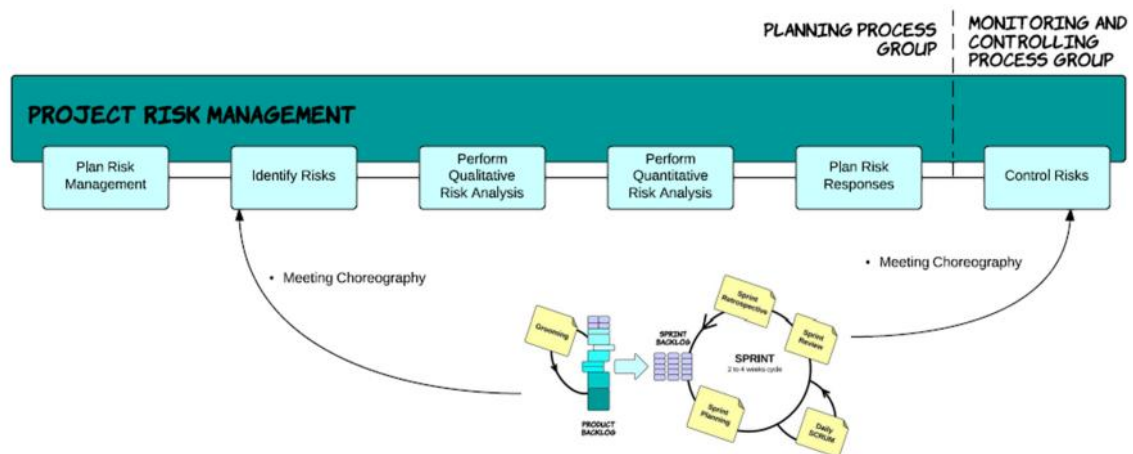 PLANNING PROCESS
GROUP
MONITORING AND
CONTROLLING
PROCESS GROUP
PROJECT RISK MANAGEMENT
Plan Risk
Management
Identify Risks
Perform
Qualitative
Risk Analysis
Perform
Quantitative
Risk Analysis
Plan Risk
Responses
Control Risks
• Meeting Choreography
• Meeting Choreography
Grooming
PRODUCT
BACKLOG
SPRINT
BACKLOG
Sprint
Retrospective
Sprint
Review
SPRINT
2 to 4 weeks cycle
Sprint
Planning
Daily
SCRUM